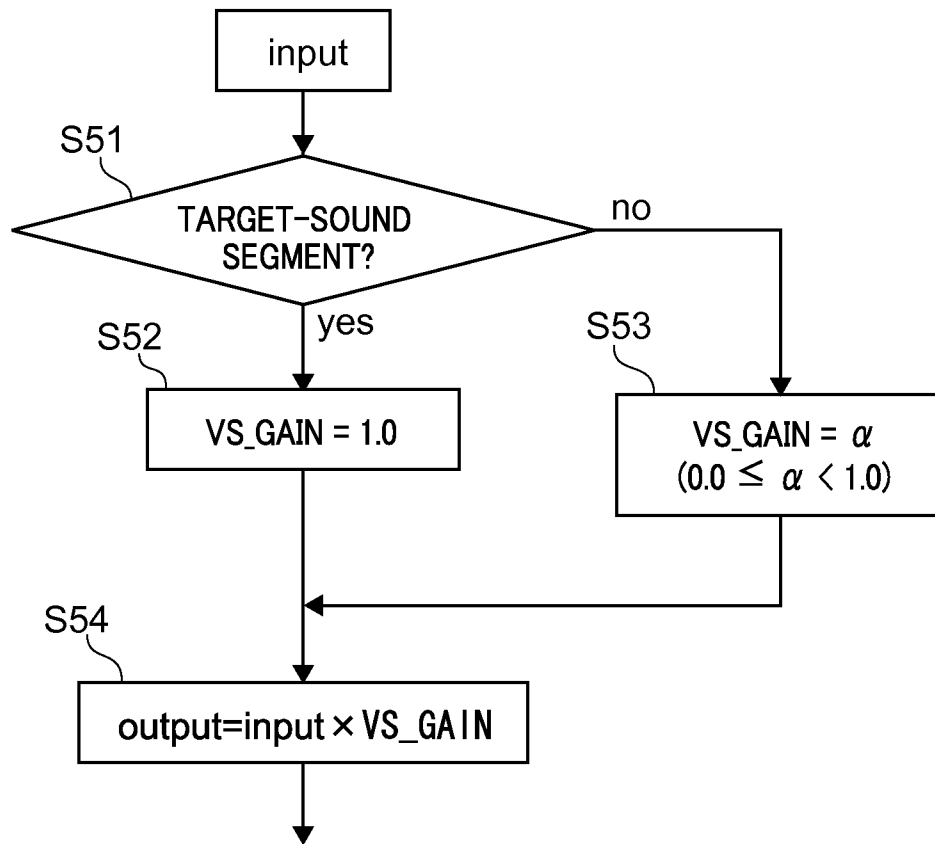 input
S51
TARGET-SOUND
SEGMENT?
no
yes
S52
VS_GAIN = 1.0
S53
VS_GAIN = α
(0.0 ≦ α < 1.0)
S54
output=input × VS_GAIN